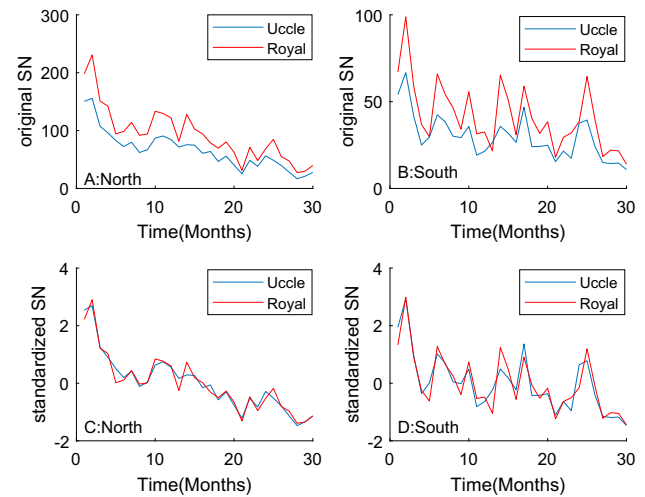 300
200
100
0
original SN
Uccle
Royal
A:North
0
10
20
30
Time(Months)
100
50
0
original SN
Uccle
Royal
B:South
0
10
20
30
Time(Months)
4
2
0
-2
standardized SN
Uccle
Royal
C:North
0
10
20
30
Time(Months)
4
2
0
-2
standardized SN
Uccle
Royal
D:South
0
10
20
30
Time(Months)